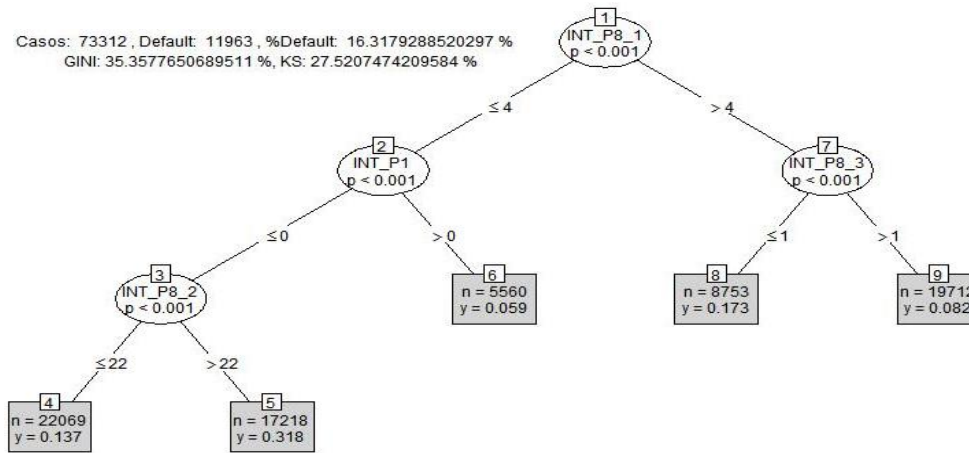 Casos: 73312 , Default: 11963 , %Default: 16.3179288520297 %
GINI: 35.3577650689511 %, KS: 27.5207474209584 %
1
INT_P8_1
p < 0.001
≤ 4
> 4
2
INT_P1
p < 0.001
7
INT_P8_3
p < 0.001
≤ 0
> 0
≤ 1
> 1
3
INT_P8_2
p < 0.001
6
n = 5560
y = 0.059
8
n = 8753
y = 0.173
9
n = 19712
y = 0.082
≤ 22
> 22
4
n = 22069
y = 0.137
5
n = 17218
y = 0.318